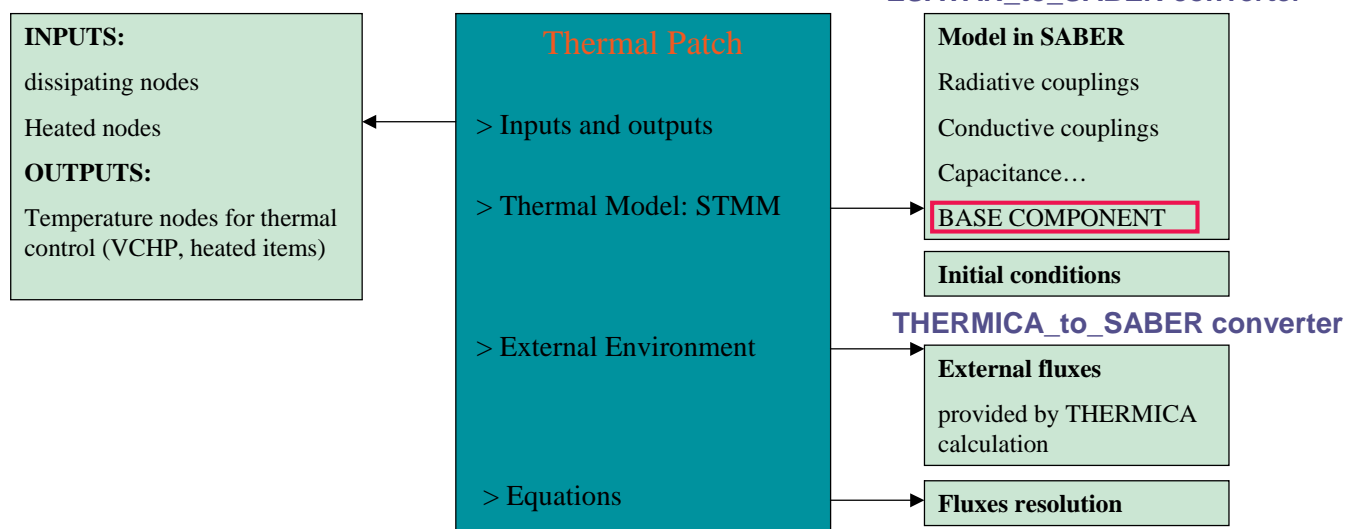 _to_SABER converter
INPUTS:
dissipating nodes
Heated nodes
OUTPUTS:
Temperature nodes for thermal
control (VCHP, heated items)
Thermal Patch
> Inputs and outputs
> Thermal Model: STMM
> External Environment
> Equations
Model in SABER
Radiative couplings
Conductive couplings
Capacitance…
BASE COMPONENT
Initial conditions
THERMICA_to_SABER converter
External fluxes
provided by THERMICA
calculation
Fluxes resolution